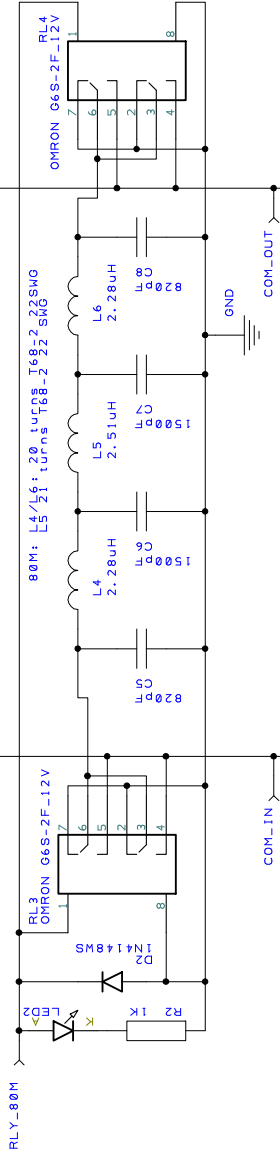 RL4
OMRON G6S-2F_12V
1
8
7
6
5
2
3
4
COM_OUT
GND
C8
820pF
L6
2.28uH
80M: L4/L6: 20 turns T68-2 22SWG
L5 21 turns T68-2 22 SWG
C7
1500pF
L5
2.51uH
C6
1500pF
L4
2.28uH
C5
820pF
COM_IN
7
6
5
2
3
4
RL3
OMRON G6S-2F_12V
1
8
D2
1N4148WS
LED2
A
K
R2
1K
RLY_80M